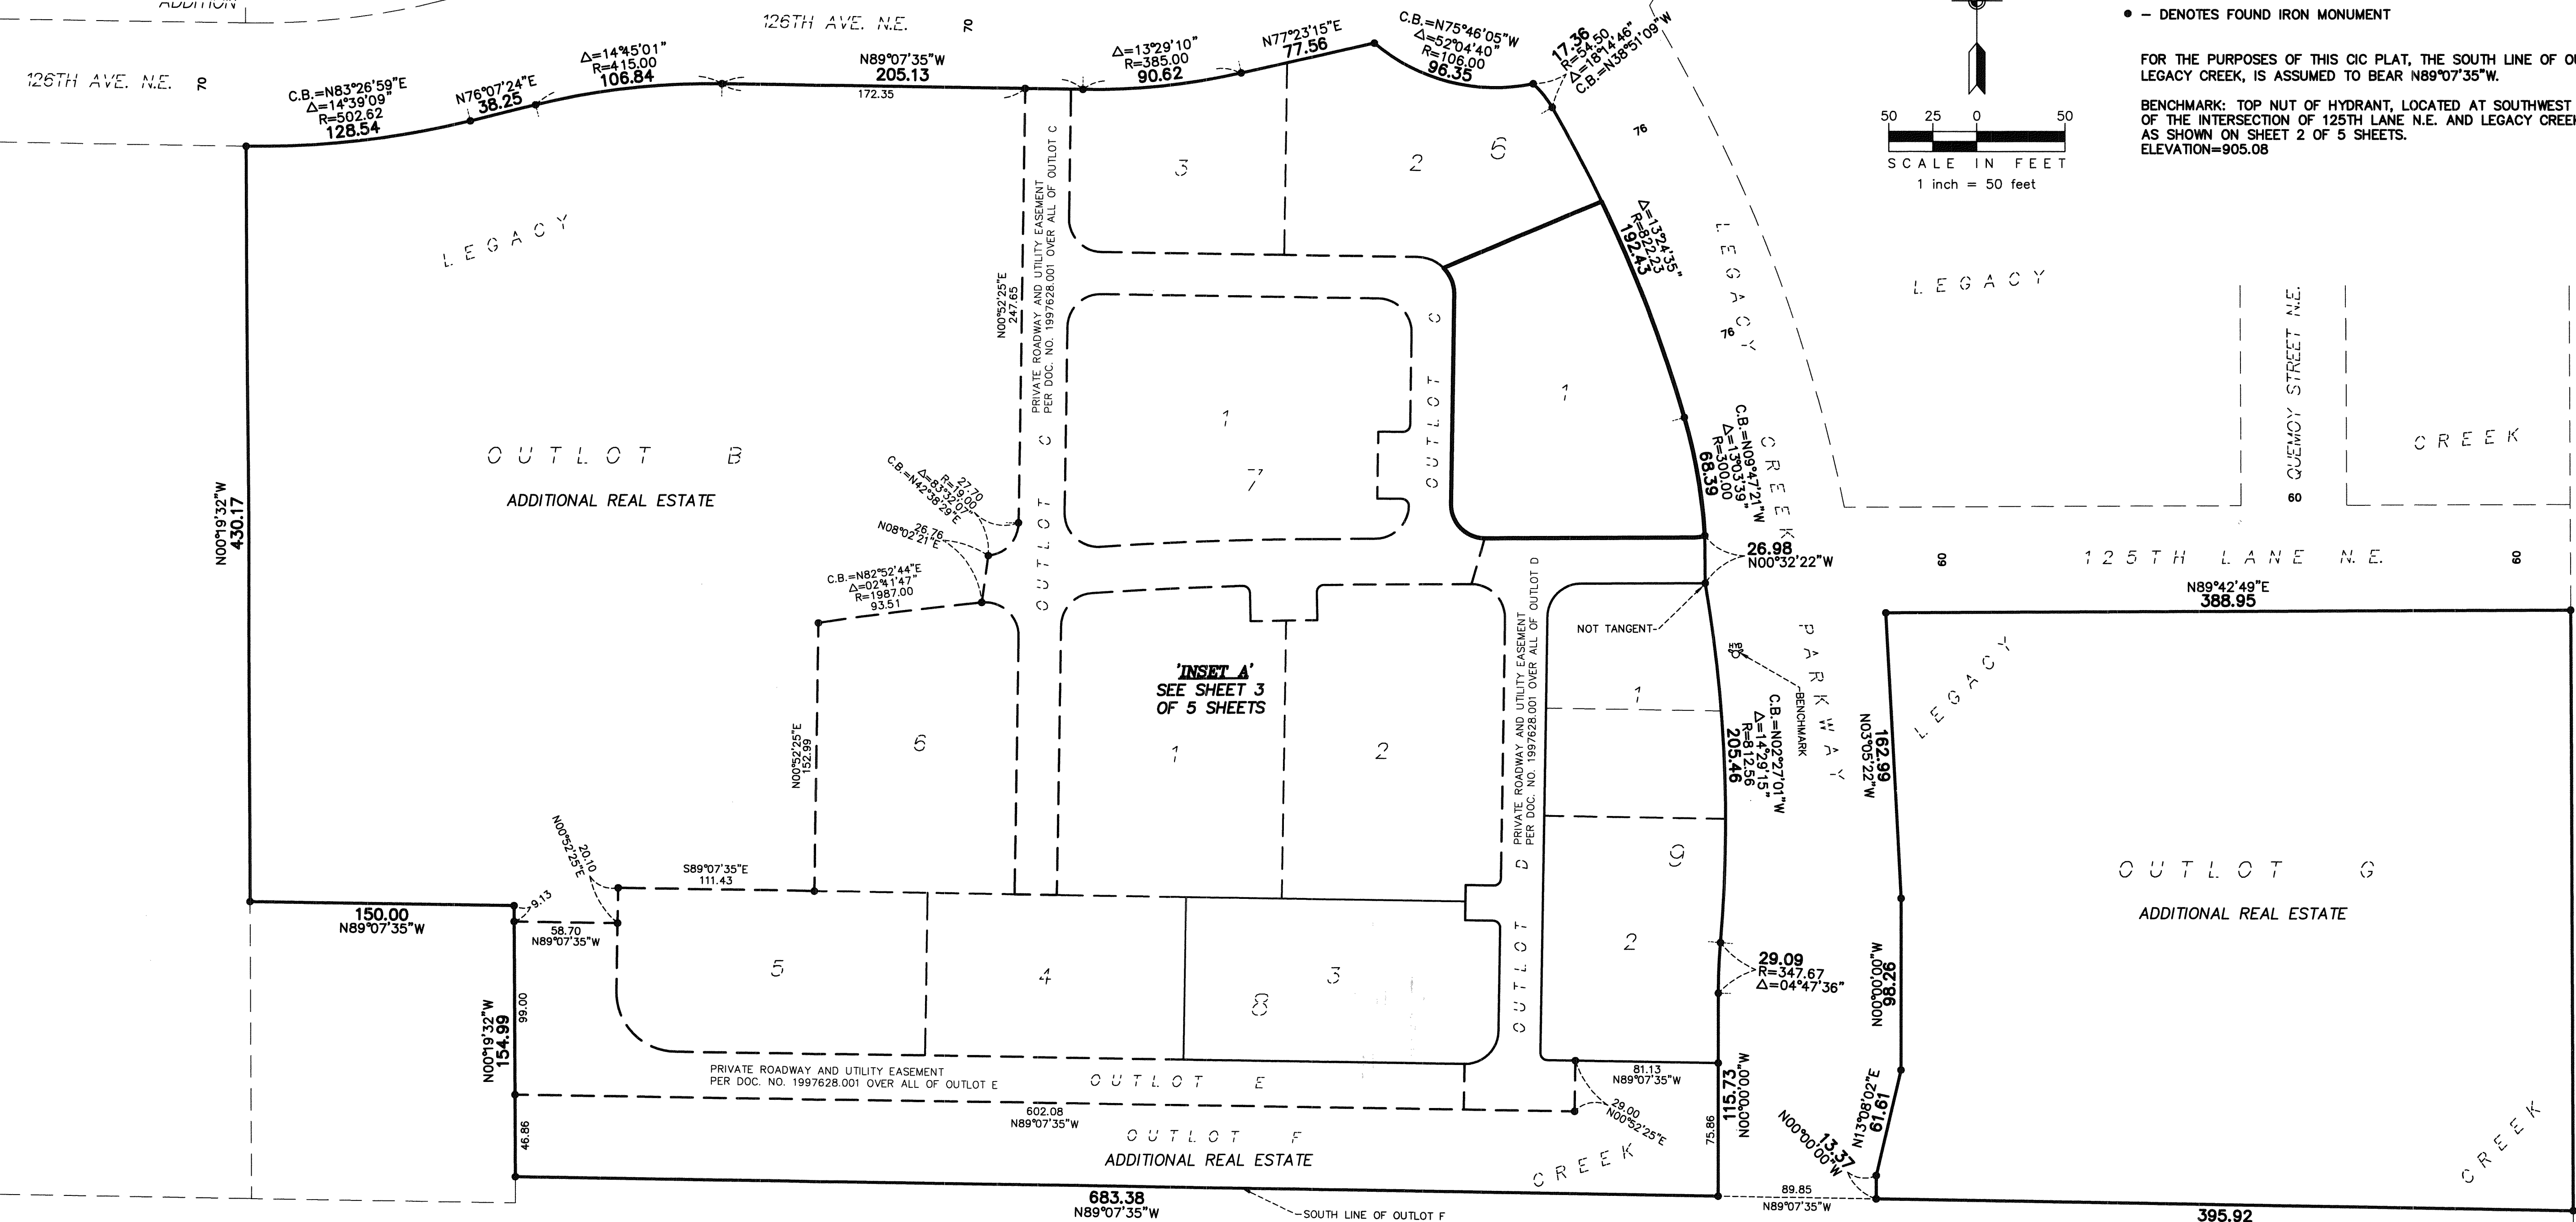 ADDITION
126TH AVE. N.E.
70
126TH AVE. N.E.
70
C.B.=N83°26'59"E
Δ=14°39'09"
R=502.62
128.54
N76°07'24"E
38.25
Δ=14°45'01"
R=415.00
106.84
N89°07'35"W
205.13
172.35
Δ=13°29'10"
R=385.00
90.62
N77°23'15"E
77.56
C.B.=N75°46'05"W
Δ=52°04'40"
R=106.00
96.35
17.36
R=54.50
Δ=18°14'46"
C.B.=N38°51'09"W
76
50 25 0 50
SCALE IN FEET
1 inch = 50 feet
● – DENOTES FOUND IRON MONUMENT
FOR THE PURPOSES OF THIS CIC PLAT, THE SOUTH LINE OF
LEGACY CREEK, IS ASSUMED TO BEAR N89°07'35"W.
BENCHMARK: TOP NUT OF HYDRANT, LOCATED AT SOUTHWEST
OF THE INTERSECTION OF 125TH LANE N.E. AND LEGACY CREEK
AS SHOWN ON SHEET 2 OF 5 SHEETS.
ELEVATION=905.08
LEGACY
3
2
6
PRIVATE ROADWAY AND UTILITY EASEMENT
PER DOC. NO. 1997628.001 OVER ALL OF OUTLOT C
N00°52'25"E
247.65
Δ=13°24'35"
R=822.23
192.43
LEGACY
76
LEGACY
QUEMOY STREET N.E.
60
CREEK
OUTLOT C
1
1
7
OUTLOT B
ADDITIONAL REAL ESTATE
N00°19'32"W
430.17
OUTLOT C
27.70
R=19.00
Δ=83°32'07"
C.B.=N42°38'29"E
26.76
N08°02'21"E
C.B.=N82°52'44"E
Δ=02°41'47"
R=1987.00
93.51
C.B.=N09°47'21"W
Δ=13°03'39"
R=300.00
68.39
CREEK
26.98
N00°32'22"W
60
125TH LANE N.E.
60
N89°42'49"E
388.95
NOT TANGENT
HYD
BENCHMARK
PARKWAY
LEGACY
'INSET A'
SEE SHEET 3
OF 5 SHEETS
PRIVATE ROADWAY AND UTILITY EASEMENT
PER DOC. NO. 1997628.001 OVER ALL OF OUTLOT D
1
N00°52'25"E
152.99
6
1
2
C.B.=N02°27'01"W
Δ=14°29'15"
R=812.56
205.46
162.99
N03°05'22"W
OUTLOT D
9
OUTLOT G
ADDITIONAL REAL ESTATE
N00°52'25"E
20.10
S89°07'35"E
111.43
9.13
150.00
N89°07'35"W
58.70
N89°07'35"W
5
4
3
8
2
29.09
R=347.67
Δ=04°47'36"
N00°00'00"W
98.26
N00°19'32"W
154.99
99.00
PRIVATE ROADWAY AND UTILITY EASEMENT
PER DOC. NO. 1997628.001 OVER ALL OF OUTLOT E
OUTLOT E
81.13
N89°07'35"W
115.73
N00°00'00"W
75.86
29.00
N00°52'25"E
602.08
N89°07'35"W
46.86
OUTLOT F
ADDITIONAL REAL ESTATE
CREEK
N13°08'02"E
61.61
13.37
N00°00'00"W
CREEK
683.38
N89°07'35"W
SOUTH LINE OF OUTLOT F
89.85
N89°07'35"W
395.92